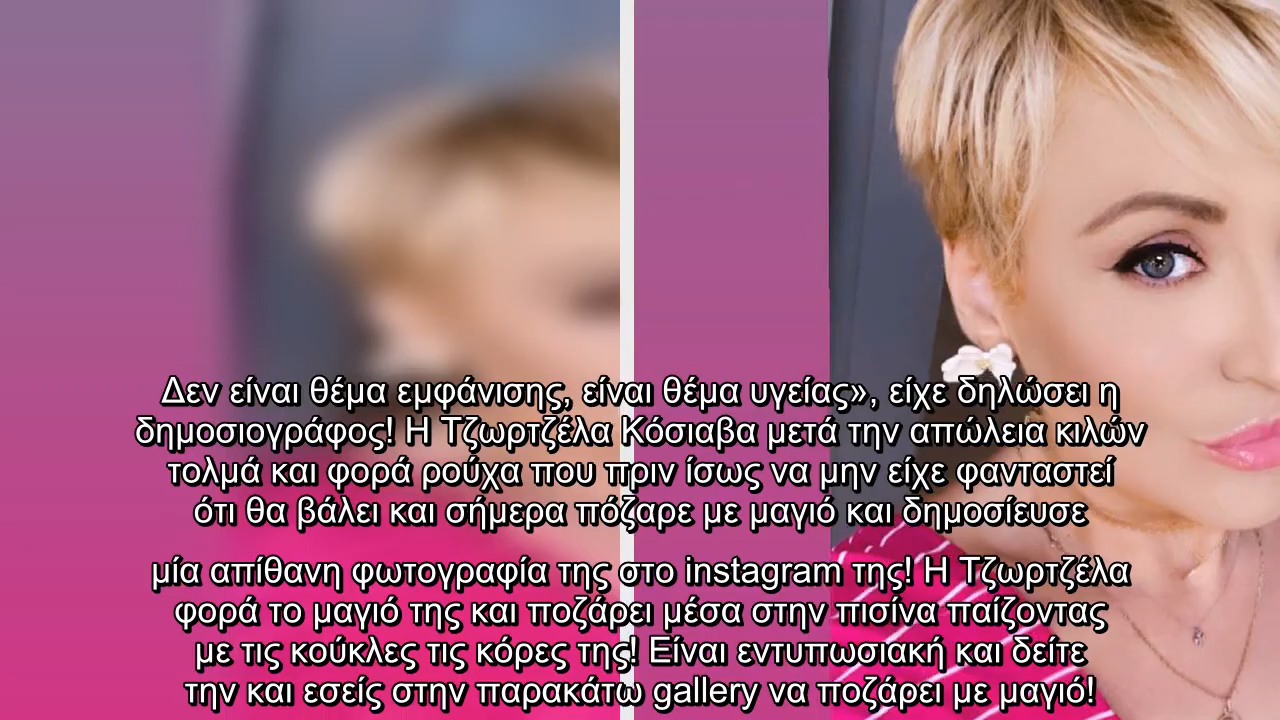 Δεν είναι θέμα εμφάνισης, είναι θέμα υγείας», είχε δηλώσει η
δημοσιογράφος! Η Τζωρτζέλα Κόσιαβα μετά την απώλεια κιλών
τολμά και φορά ρούχα που πριν ίσως να μην είχε φανταστεί
ότι θα βάλει και σήμερα πόζαρε με μαγιό και δημοσίευσε
μία απίθανη φωτογραφία της στο instagram της! Η Τζωρτζέλα
φορά το μαγιό της και ποζάρει μέσα στην πισίνα παίζοντας
με τις κούκλες τις κόρες της! Είναι εντυπωσιακή και δείτε
την και εσείς στην παρακάτω gallery να ποζάρει με μαγιό!